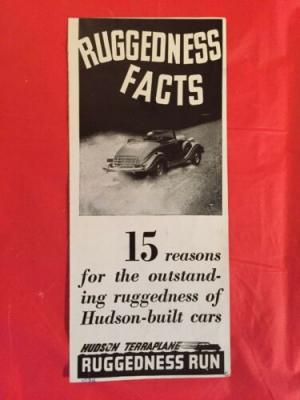 RUGGEDNESS
FACTS
15 reasons
for the outstand-
ing ruggedness of
Hudson-built cars
HUDSON TERRAPLANE
RUGGEDNESS RUN